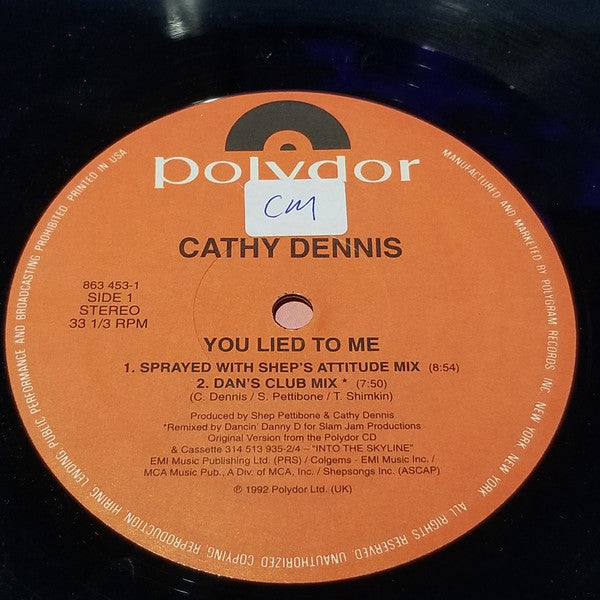 polydor
CM
CATHY DENNIS
863 453-1
SIDE 1
STEREO
33 1/3 RPM
YOU LIED TO ME
1. SPRAYED WITH SHEP'S ATTITUDE MIX (8:54)
2. DAN'S CLUB MIX * (7:50)
(C. Dennis / S. Pettibone / T. Shimkin)
Produced by Shep Pettibone & Cathy Dennis
*Remixed by Dancin' Danny D for Slam Jam Productions
Original Version from the Polydor CD
& Cassette 314 513 935-2/4 ~ "INTO THE SKYLINE"
EMI Music Publishing Ltd. (PRS) / Colgems - EMI Music Inc. /
MCA Music Pub., A Div. of MCA, Inc. / Shepsongs Inc. (ASCAP)
℗ 1992 Polydor Ltd. (UK)
MANUFACTURED AND MARKETED BY POLYGRAM RECORDS INC. NEW YORK, NEW YORK. ALL RIGHTS RESERVED. UNAUTHORIZED COPYING, REPRODUCTION, HIRING, LENDING, PUBLIC PERFORMANCE AND BROADCASTING PROHIBITED. PRINTED IN USA